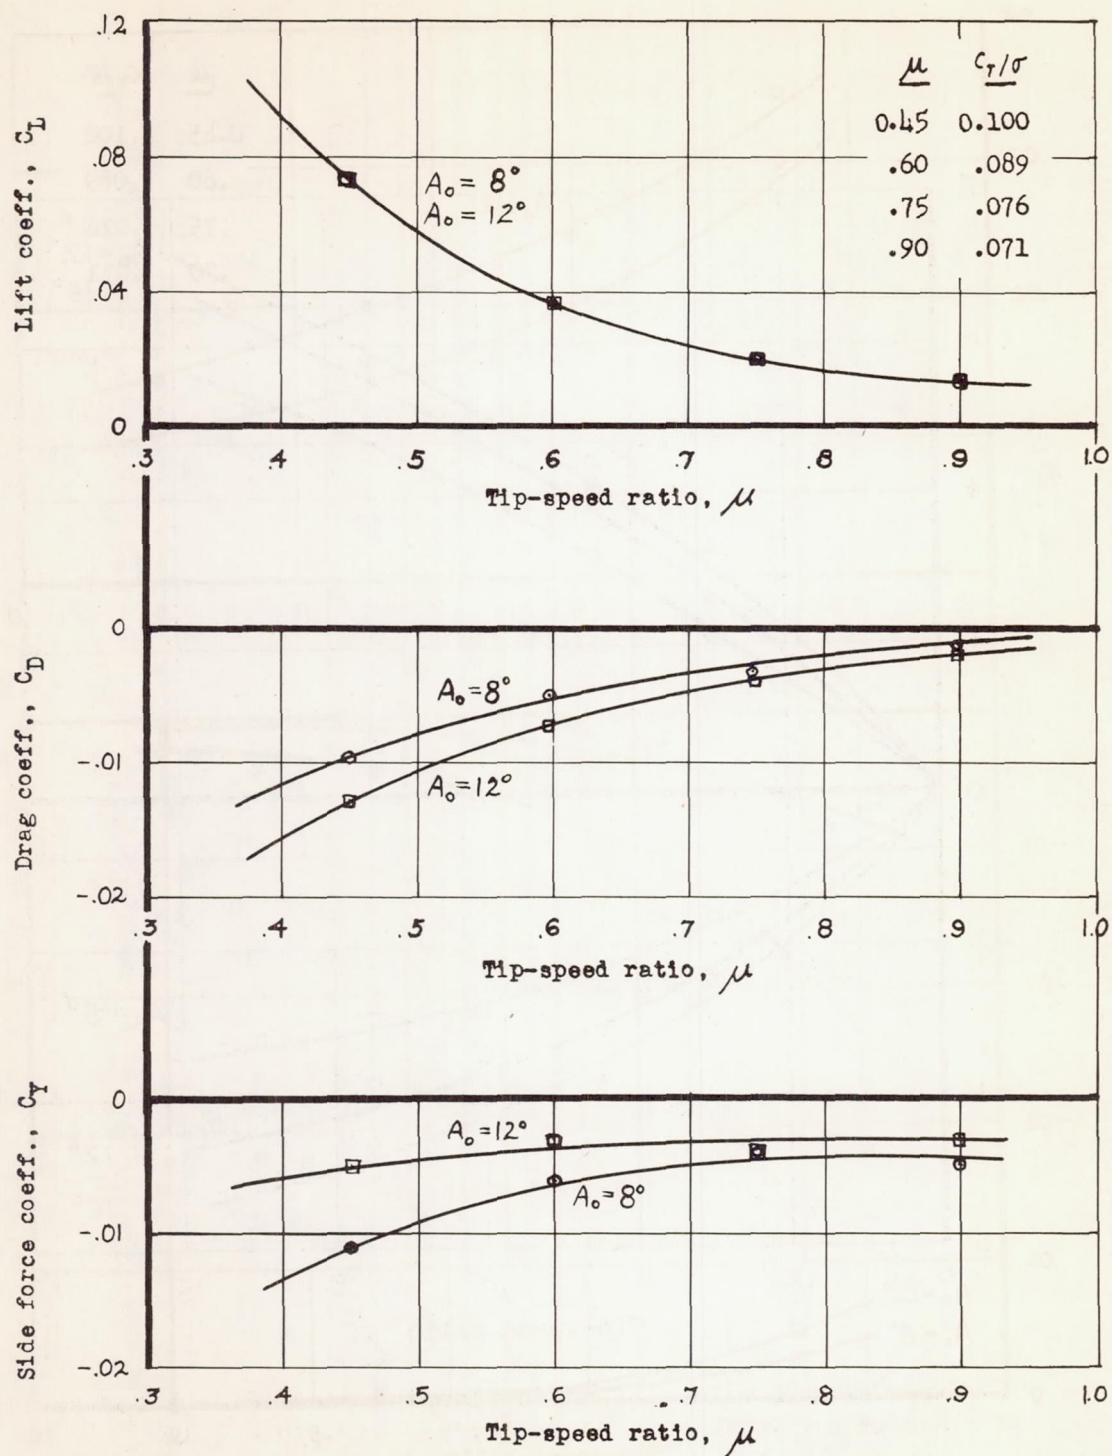 .12
.08
.04
0
Lift coeff., C_L
μ C_T/σ
0.45 0.100
.60 .089
.75 .076
.90 .071
A₀ = 8°
A₀ = 12°
.3 .4 .5 .6 .7 .8 .9 1.0
Tip-speed ratio, μ
0
-.01
-.02
Drag coeff., C_D
A₀=8°
A₀=12°
.3 .4 .5 .6 .7 .8 .9 1.0
Tip-speed ratio, μ
0
-.01
-.02
Side force coeff., C_Y
A₀=12°
A₀=8°
.3 .4 .5 .6 .7 .8 .9 1.0
Tip-speed ratio, μ